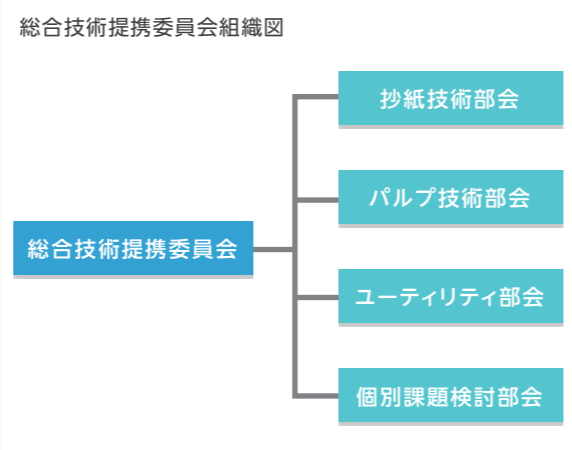 総合技術提携委員会組織図
抄紙技術部会
パルプ技術部会
総合技術提携委員会
ユーティリティ部会
個別課題検討部会